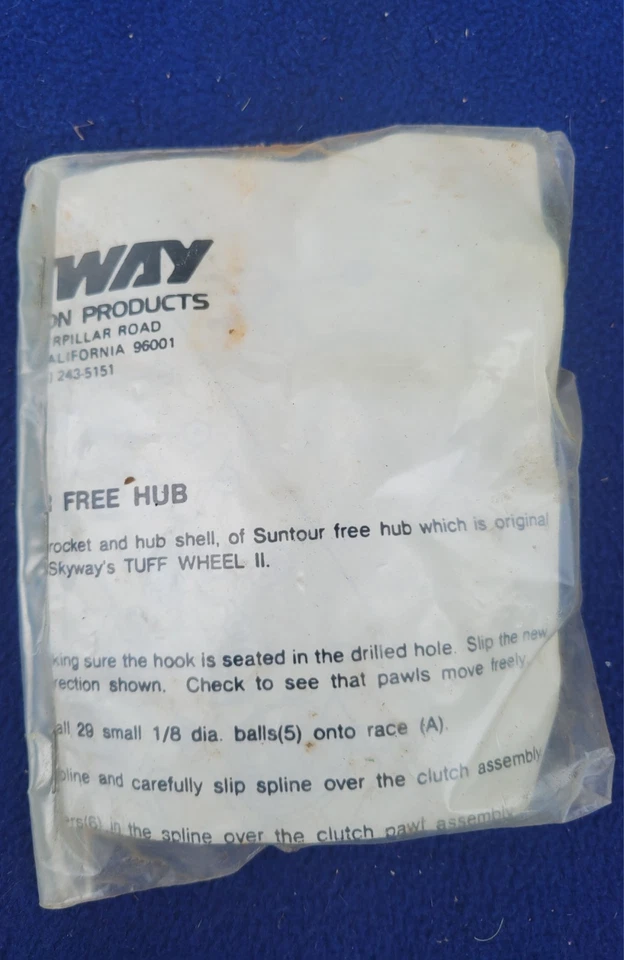 WAY
ON PRODUCTS
RPILLAR ROAD
ALIFORNIA 96001
) 243-5151
FREE HUB
rocket and hub shell, of Suntour free hub which is original
Skyway's TUFF WHEEL II.
king sure the hook is seated in the drilled hole. Slip the new
rection shown. Check to see that pawls move freely.
all 29 small 1/8 dia. balls(5) onto race (A).
pline and carefully slip spline over the clutch assembly
ers(6) in the spline over the clutch pawl assembly